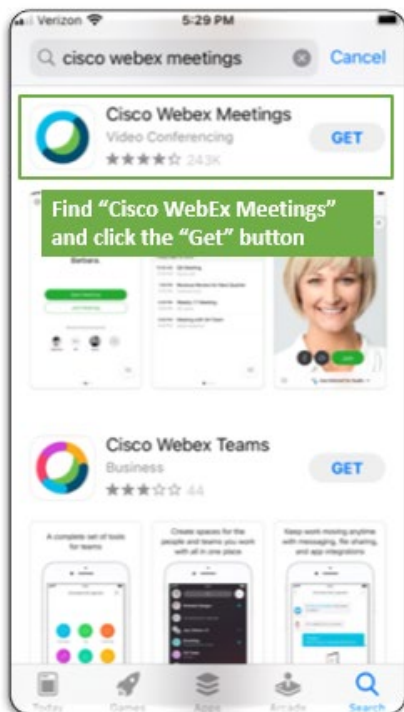 Verizon
5:29 PM
cisco webex meetings
Cancel
Cisco Webex Meetings
Video Conferencing
GET
243K
Find “Cisco WebEx Meetings”
and click the “Get” button
Barbara.
Cisco Webex Teams
Business
GET
44
A complete set of tools
for teams
Create spaces for the
people and teams you work
with all in one place
Keep work moving anytime
with messaging, file sharing,
and app integrations
Today
Games
Apps
Arcade
Search